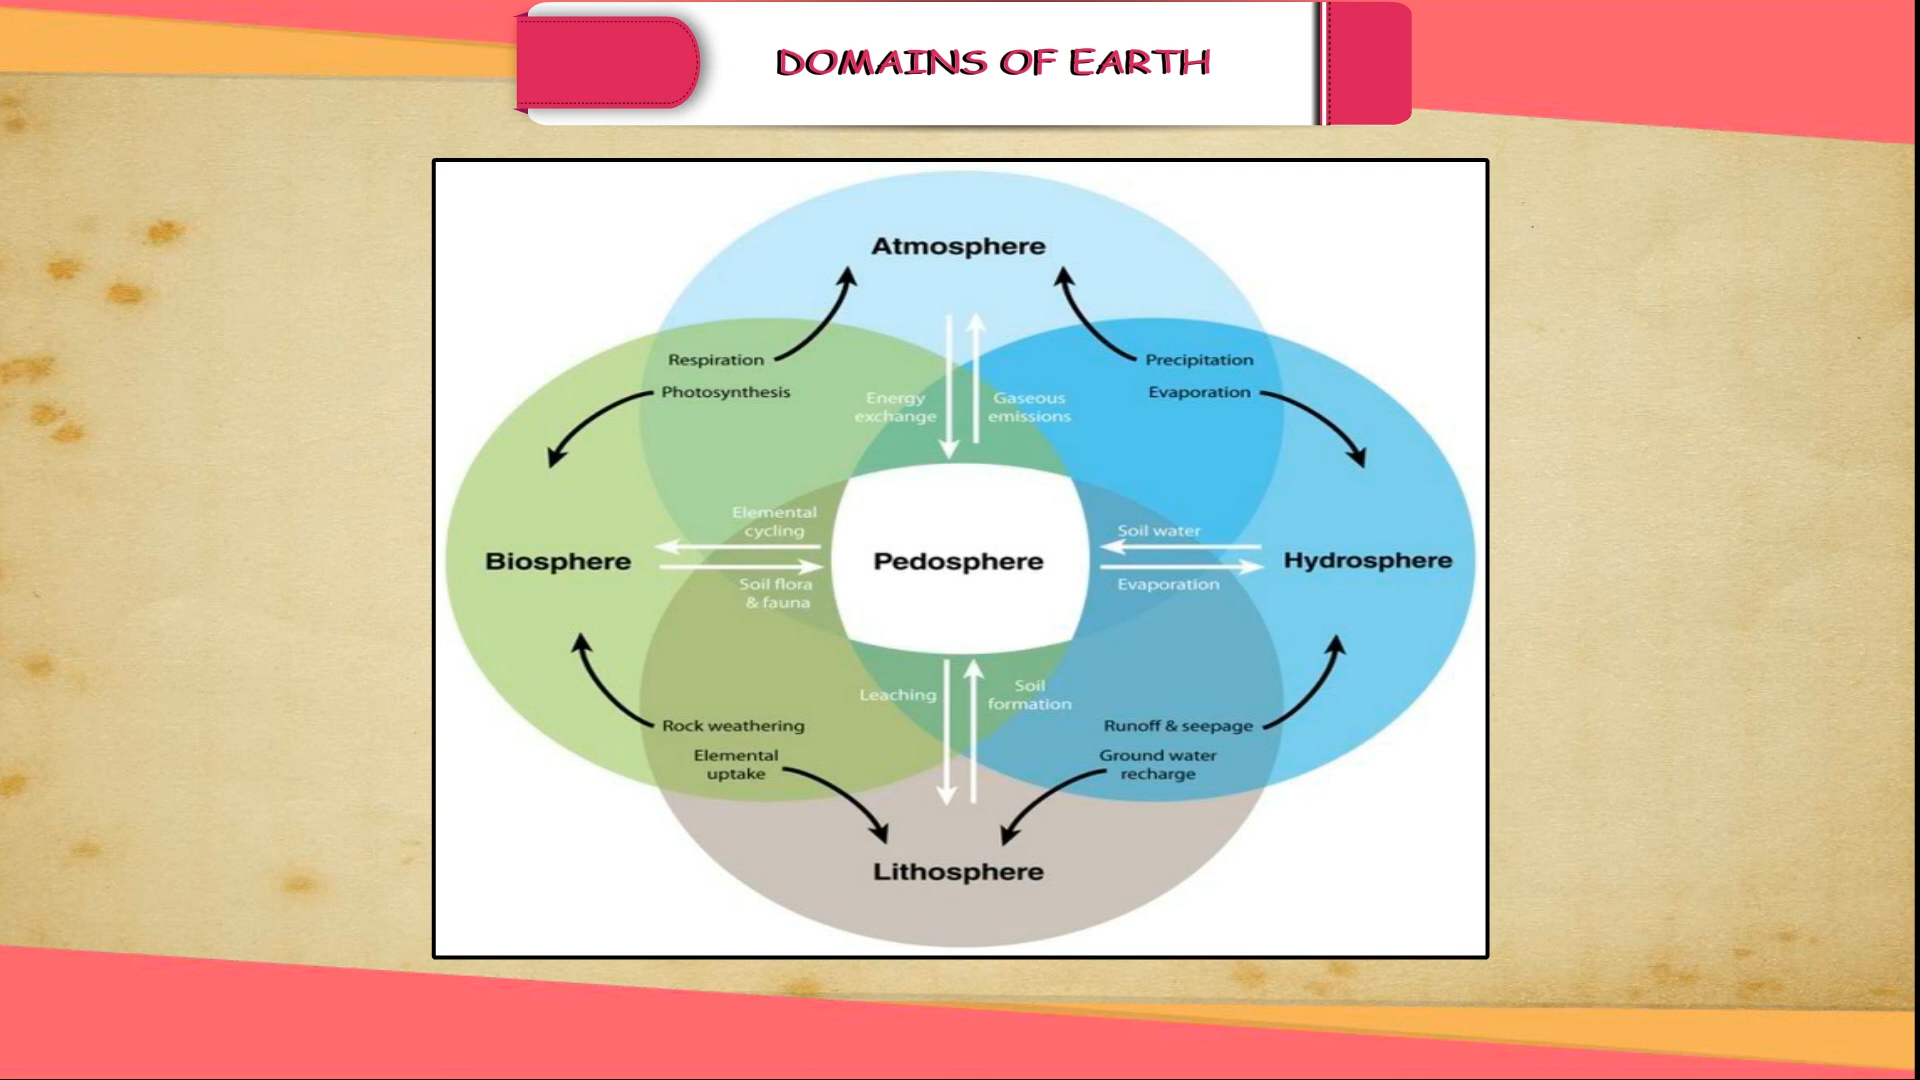 DOMAINS OF EARTH
Atmosphere
Respiration
Photosynthesis
Precipitation
Evaporation
Energy
exchange
Gaseous
emissions
Elemental
cycling
Soil flora
& fauna
Soil water
Evaporation
Biosphere
Pedosphere
Hydrosphere
Leaching
Soil
formation
Rock weathering
Elemental
uptake
Runoff & seepage
Ground water
recharge
Lithosphere